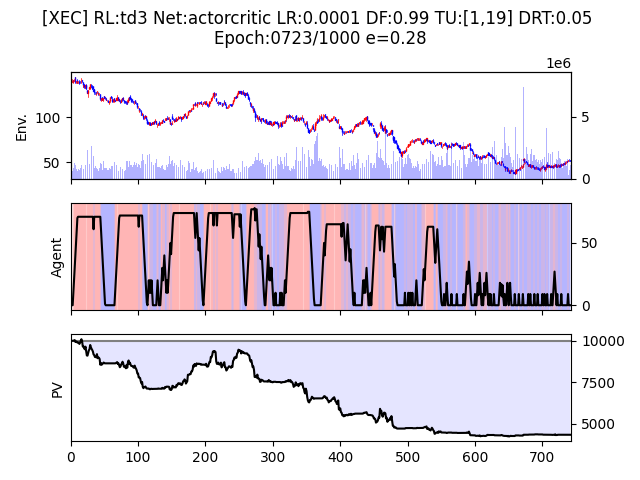 [XEC] RL:td3 Net:actorcritic LR:0.0001 DF:0.99 TU:[1,19] DRT:0.05
Epoch:0723/1000 e=0.28
1e6
Env.
100
50
5
0
Agent
50
0
PV
10000
7500
5000
0 100 200 300 400 500 600 700